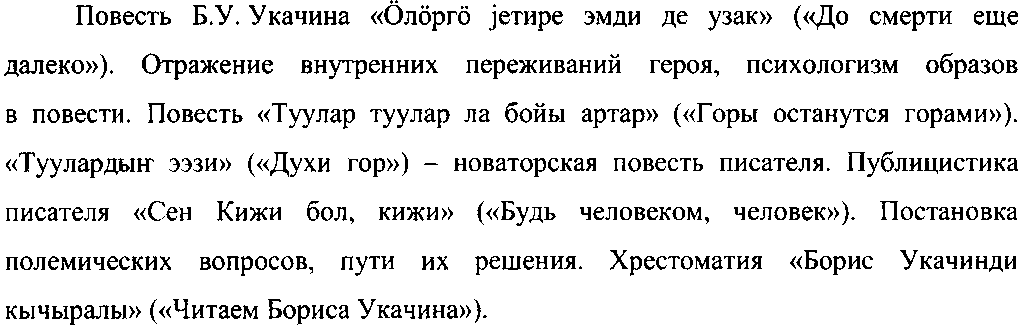 Повесть Б.У. Укачина «Öлöргö jетире эмди де узак» («До смерти еще
далеко»). Отражение внутренних переживаний героя, психологизм образов
в повести. Повесть «Туулар туулар ла бойы артар» («Горы останутся горами»).
«Туулардыҥ ээзи» («Духи гор») – новаторская повесть писателя. Публицистика
писателя «Сен Кижи бол, кижи» («Будь человеком, человек»). Постановка
полемических вопросов, пути их решения. Хрестоматия «Борис Укачинди
кычыралы» («Читаем Бориса Укачина»).